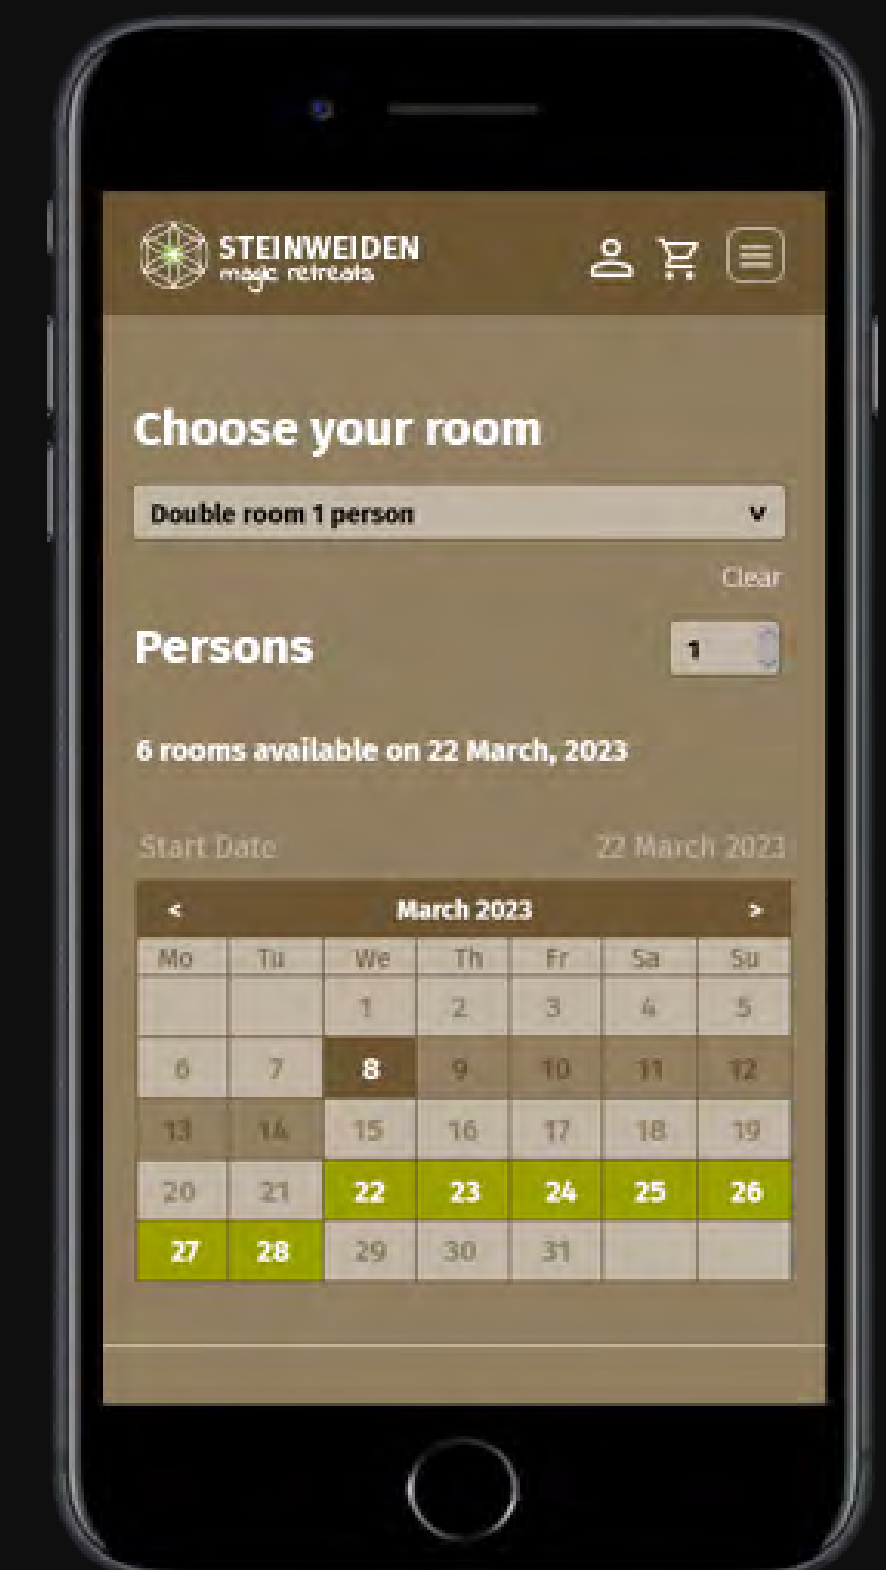 STEINWEIDEN
magic retreats
Choose your room
Double room 1 person
Clear
Persons 1
6 rooms available on 22 March, 2023
Start Date 22 March 2023
< March 2023 >
Mo Tu We Th Fr Sa Su
1 2 3 4 5
6 7 8 9 10 11 12
13 14 15 16 17 18 19
20 21 22 23 24 25 26
27 28 29 30 31